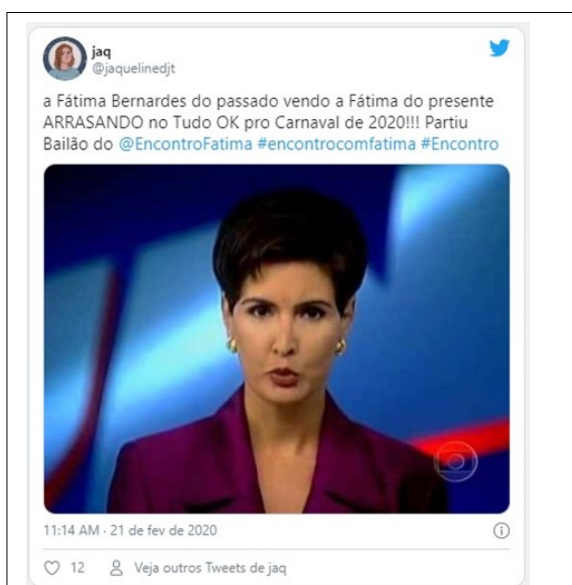 jaq
@jaquelinedjt
a Fátima Bernardes do passado vendo a Fátima do presente
ARRASANDO no Tudo OK pro Carnaval de 2020!!! Partiu
Bailão do @EncontroFatima #encontrocomfatima #Encontro
11:14 AM · 21 de fev de 2020
12
Veja outros Tweets de jaq